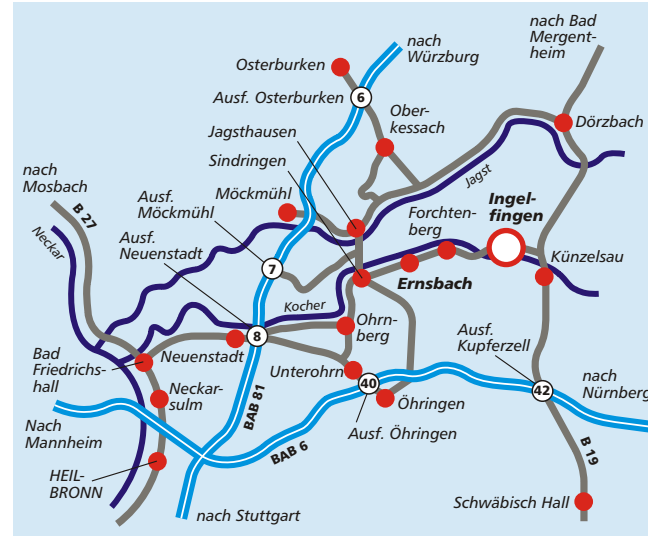 nach
Würzburg
nach Bad
Mergent-
heim
Osterburken
6
Ausf. Osterburken
Ober-
kessach
Dörzbach
Jagsthausen
Sindringen
nach
Mosbach
B 27
Neckar
Ausf.
Möckmühl
Möckmühl
Jagst
Forchten-
berg
Ingel-
fingen
Ausf.
Neuenstadt
7
Künzelsau
Ernsbach
Kocher
8
Ohrn-
berg
Neuenstadt
Bad
Friedrichs-
hall
Unterohrn
Ausf.
Kupferzell
40
42
nach
Nürnberg
Neckar-
sulm
BAB 81
Öhringen
Nach
Mannheim
Ausf. Öhringen
BAB 6
B 19
HEIL-
BRONN
Schwäbisch Hall
nach Stuttgart